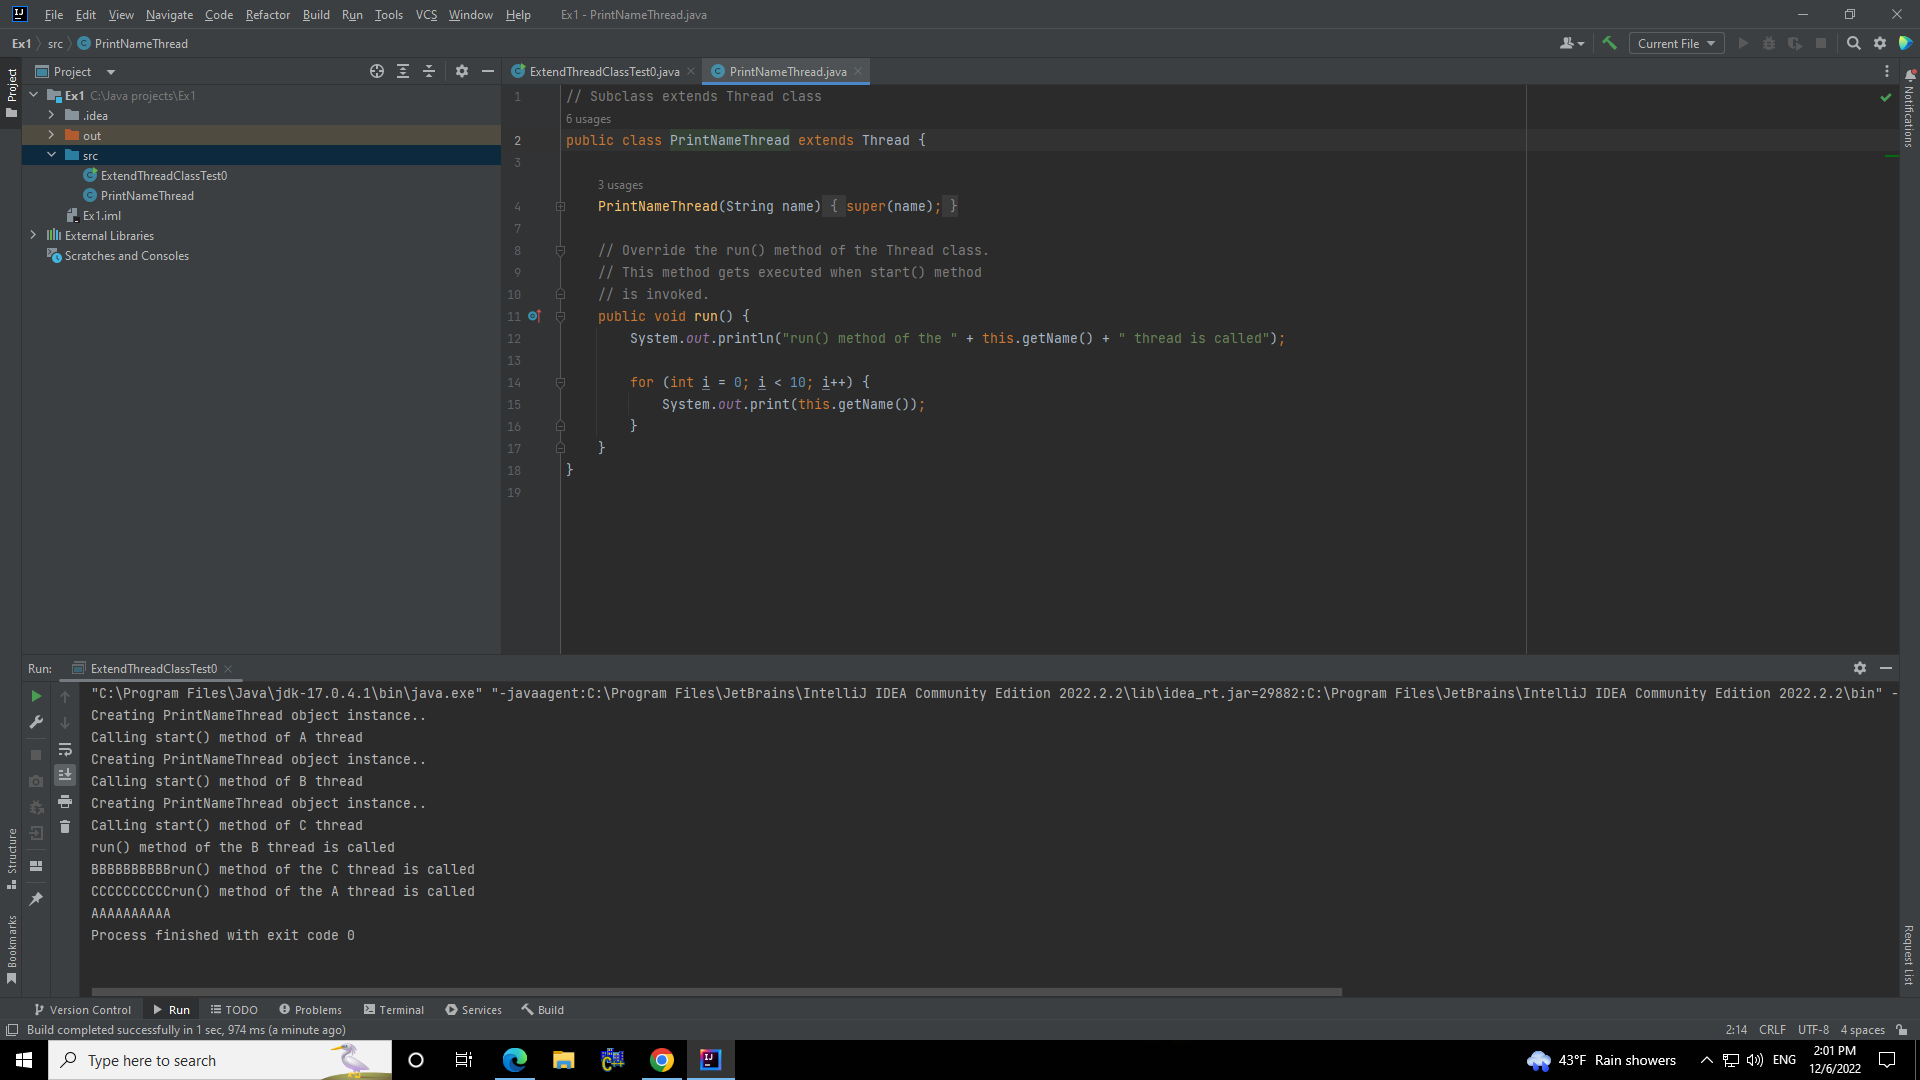 File Edit View Navigate Code Refactor Build Run Tools VCS Window Help Ex1 - PrintNameThread.java
Ex1 src PrintNameThread
Current File
Project
ExtendThreadClassTest0.java PrintNameThread.java
Project
Ex1 C:\Java projects\Ex1
.idea
out
src
ExtendThreadClassTest0
PrintNameThread
Ex1.iml
External Libraries
Scratches and Consoles
Notifications
1 // Subclass extends Thread class
6 usages
2 public class PrintNameThread extends Thread {
3
3 usages
4 PrintNameThread(String name) { super(name); }
7
8 // Override the run() method of the Thread class.
9 // This method gets executed when start() method
10 // is invoked.
11 public void run() {
12 System.out.println("run() method of the " + this.getName() + " thread is called");
13
14 for (int i = 0; i < 10; i++) {
15 System.out.print(this.getName());
16 }
17 }
18 }
19
Run: ExtendThreadClassTest0
"C:\Program Files\Java\jdk-17.0.4.1\bin\java.exe" "-javaagent:C:\Program Files\JetBrains\IntelliJ IDEA Community Edition 2022.2.2\lib\idea_rt.jar=29882:C:\Program Files\JetBrains\IntelliJ IDEA Community Edition 2022.2.2\bin" -
Creating PrintNameThread object instance..
Calling start() method of A thread
Creating PrintNameThread object instance..
Calling start() method of B thread
Creating PrintNameThread object instance..
Calling start() method of C thread
run() method of the B thread is called
BBBBBBBBBBrun() method of the C thread is called
CCCCCCCCCCrun() method of the A thread is called
AAAAAAAAAA
Process finished with exit code 0
Structure
Bookmarks
Request List
Version Control Run TODO Problems Terminal Services Build
Build completed successfully in 1 sec, 974 ms (a minute ago)
2:14 CRLF UTF-8 4 spaces
Type here to search
43°F Rain showers
ENG
2:01 PM
12/6/2022